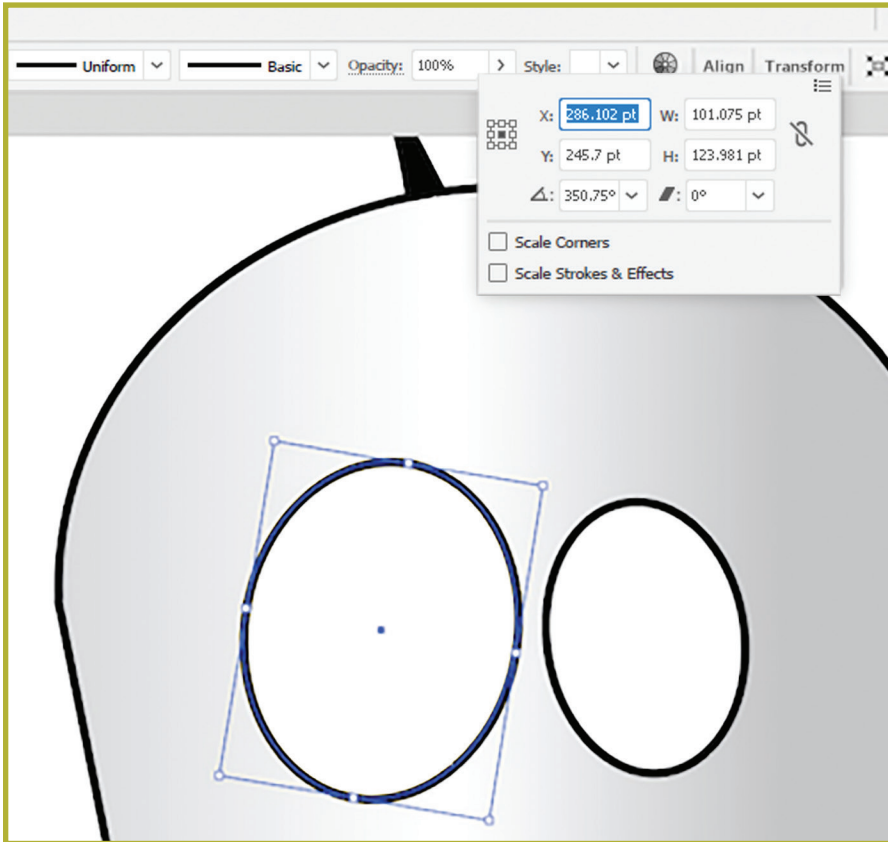 Uniform Basic Opacity: 100% Style: Align Transform
X: 286.102 pt W: 101.075 pt
Y: 245.7 pt H: 123.981 pt
: 350.75° : 0°
Scale Corners
Scale Strokes & Effects